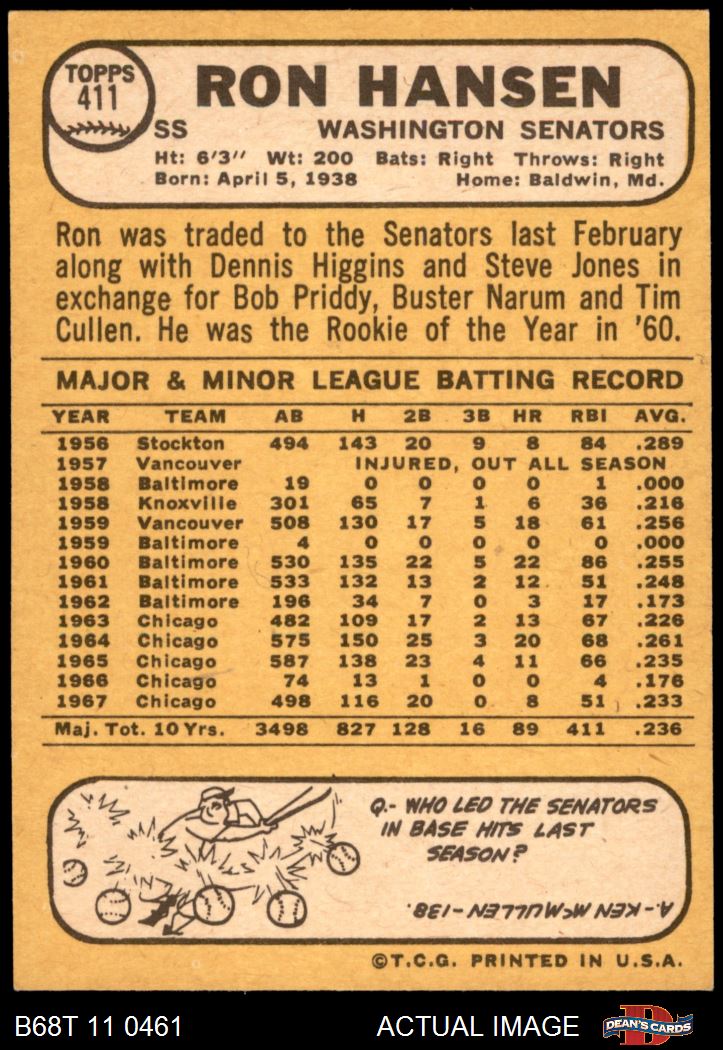 TOPPS
411
RON HANSEN
SS WASHINGTON SENATORS
Ht: 6'3" Wt: 200 Bats: Right Throws: Right
Born: April 5, 1938 Home: Baldwin, Md.
Ron was traded to the Senators last February
along with Dennis Higgins and Steve Jones in
exchange for Bob Priddy, Buster Narum and Tim
Cullen. He was the Rookie of the Year in '60.
MAJOR & MINOR LEAGUE BATTING RECORD
YEAR TEAM AB H 2B 3B HR RBI AVG.
1956 Stockton 494 143 20 9 8 84 .289
1957 Vancouver INJURED, OUT ALL SEASON
1958 Baltimore 19 0 0 0 0 1 .000
1958 Knoxville 301 65 7 1 6 36 .216
1959 Vancouver 508 130 17 5 18 61 .256
1959 Baltimore 4 0 0 0 0 0 .000
1960 Baltimore 530 135 22 5 22 86 .255
1961 Baltimore 533 132 13 2 12 51 .248
1962 Baltimore 196 34 7 0 3 17 .173
1963 Chicago 482 109 17 2 13 67 .226
1964 Chicago 575 150 25 3 20 68 .261
1965 Chicago 587 138 23 4 11 66 .235
1966 Chicago 74 13 1 0 0 4 .176
1967 Chicago 498 116 20 0 8 51 .233
Maj. Tot. 10 Yrs. 3498 827 128 16 89 411 .236
Q.- WHO LED THE SENATORS
IN BASE HITS LAST
SEASON?
A.- KEN McMULLEN - 138.
©T.C.G. PRINTED IN U.S.A.
B68T 11 0461 ACTUAL IMAGE D DEAN'S CARDS